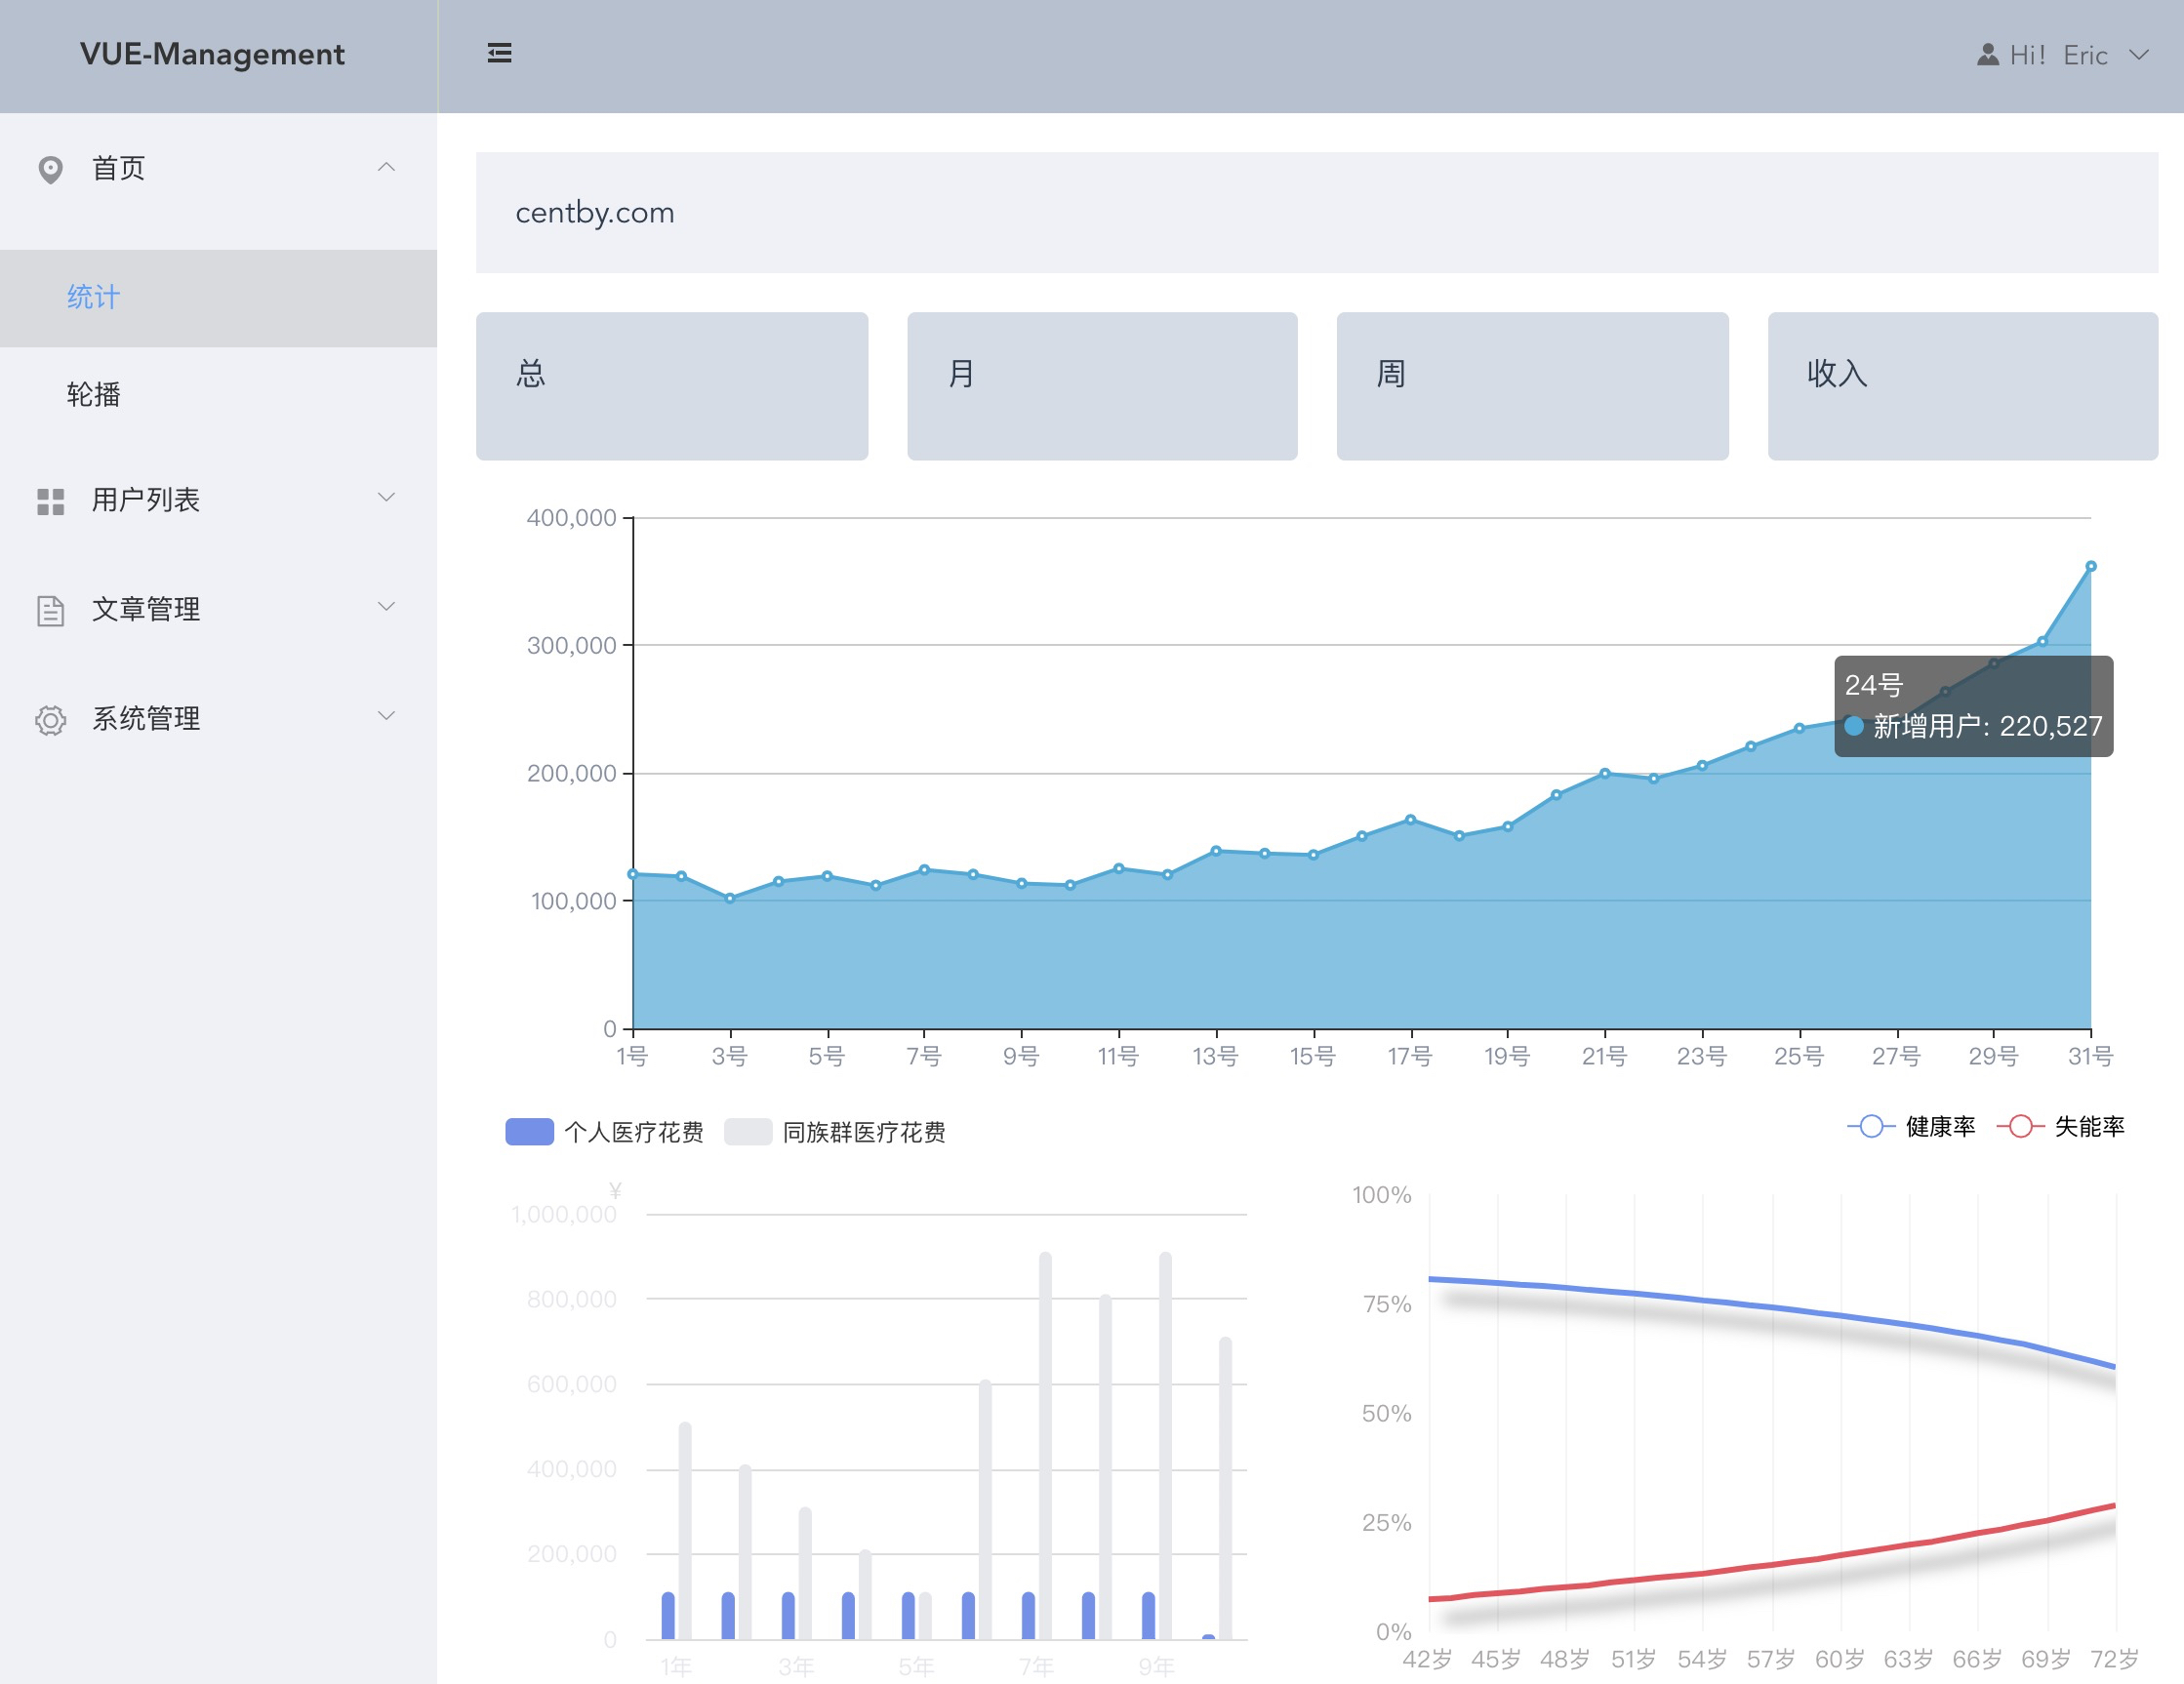 VUE-Management
Hi! Eric
首页
统计
轮播
用户列表
文章管理
系统管理
centby.com
总
月
周
收入
400,000
300,000
200,000
100,000
0
24号
新增用户: 220,527
1号 3号 5号 7号 9号 11号 13号 15号 17号 19号 21号 23号 25号 27号 29号 31号
个人医疗花费 同族群医疗花费
¥
1,000,000
800,000
600,000
400,000
200,000
0
1年 3年 5年 7年 9年
健康率 失能率
100%
75%
50%
25%
0%
42岁 45岁 48岁 51岁 54岁 57岁 60岁 63岁 66岁 69岁 72岁